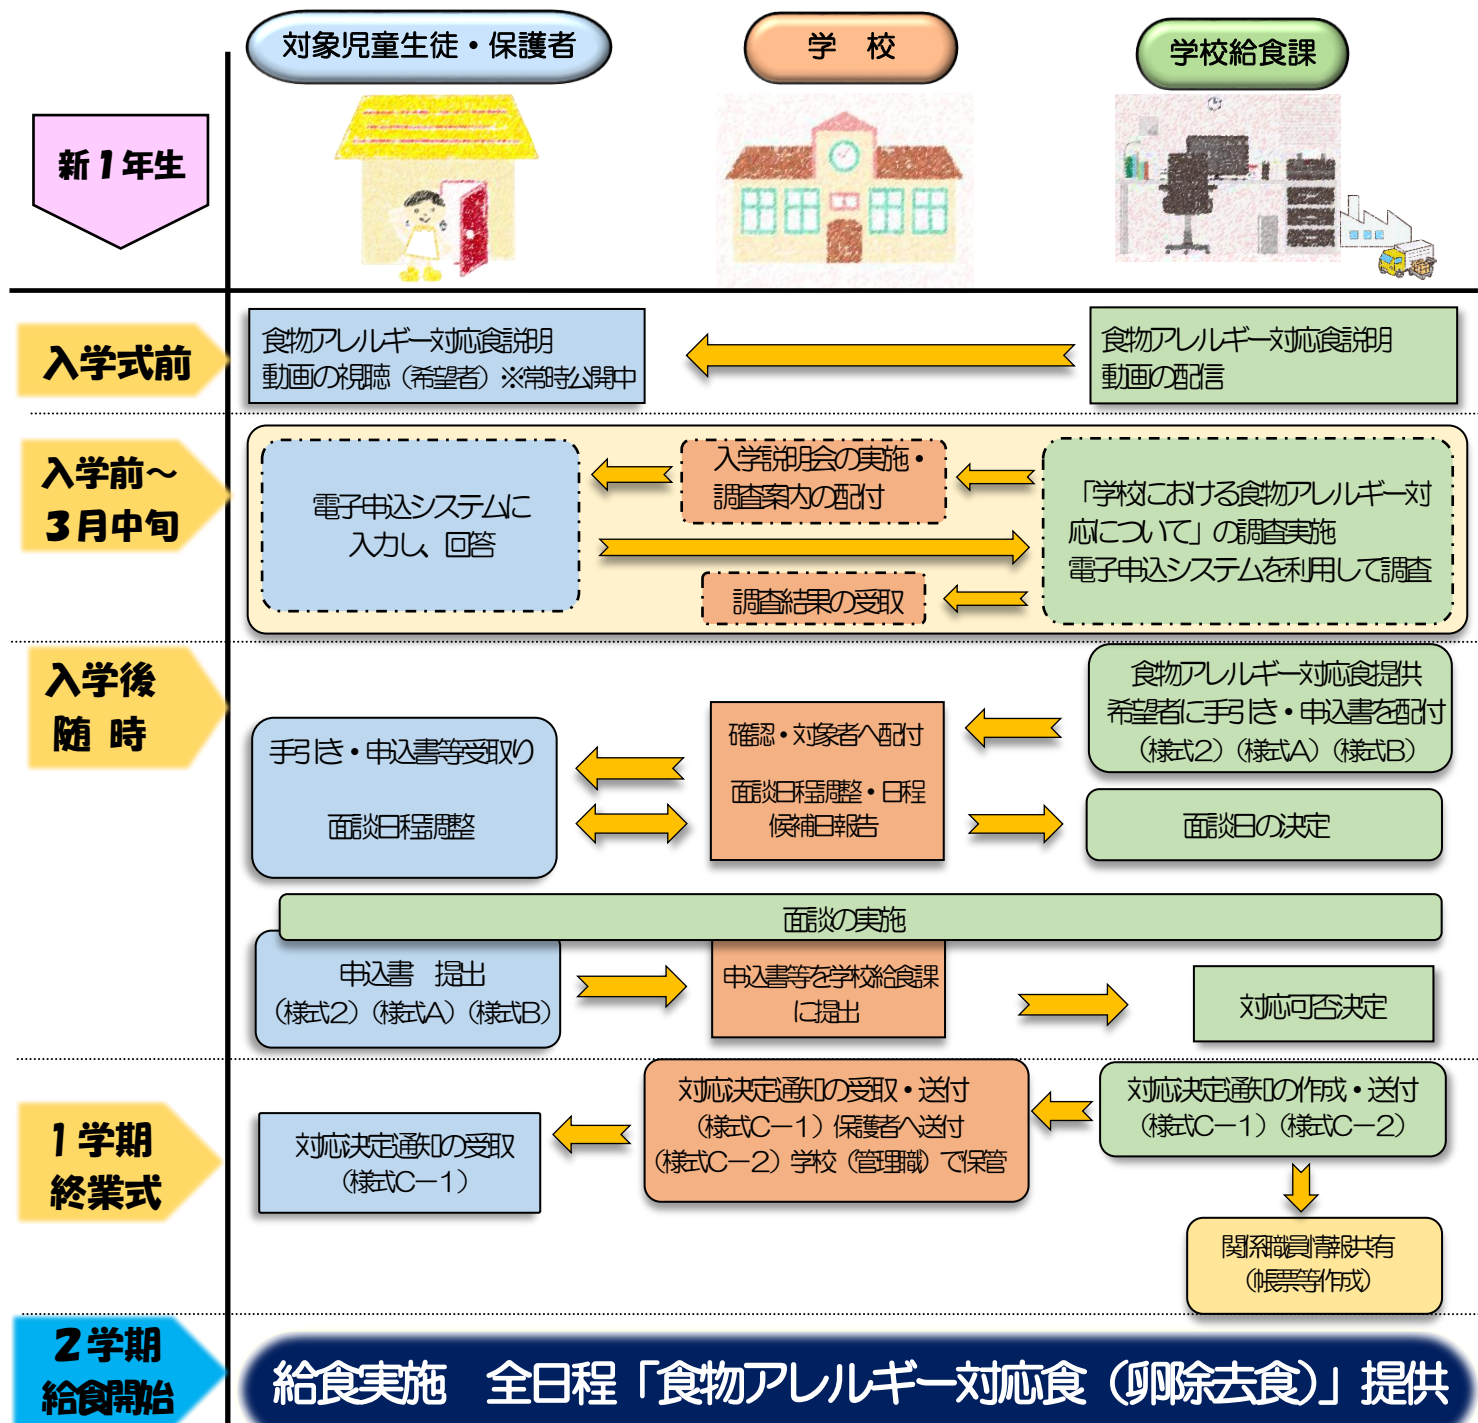 対象児童生徒・保護者
学　校
学校給食課
新１年生
入学式前
食物アレルギー対応食説明
動画の視聴（希望者）※常時公開中
食物アレルギー対応食説明
動画の配信
入学前～
３月中旬
電子申込システムに
入力し、回答
入学説明会の実施・
調査案内の配付
調査結果の受取
「学校における食物アレルギー対
応について」の調査実施
電子申込システムを利用して調査
入学後
随 時
手引き・申込書等受取り
面談日程調整
確認・対象者へ配付
面談日程調整・日程
候補日報告
食物アレルギー対応食提供
希望者に手引き・申込書を配付
（様式2）（様式A）（様式B）
面談日の決定
面談の実施
申込書　提出
（様式2）（様式A）（様式B）
申込書等を学校給食課
に提出
対応可否決定
１学期
終業式
対応決定通知の受取
（様式C－1）
対応決定通知の受取・送付
（様式C－1）保護者へ送付
（様式C－2）学校（管理職）で保管
対応決定通知の作成・送付
（様式C－1）（様式C－2）
関係職員情報共有
（帳票等作成）
２学期
給食開始
給食実施　全日程「食物アレルギー対応食（卵除去食）」提供